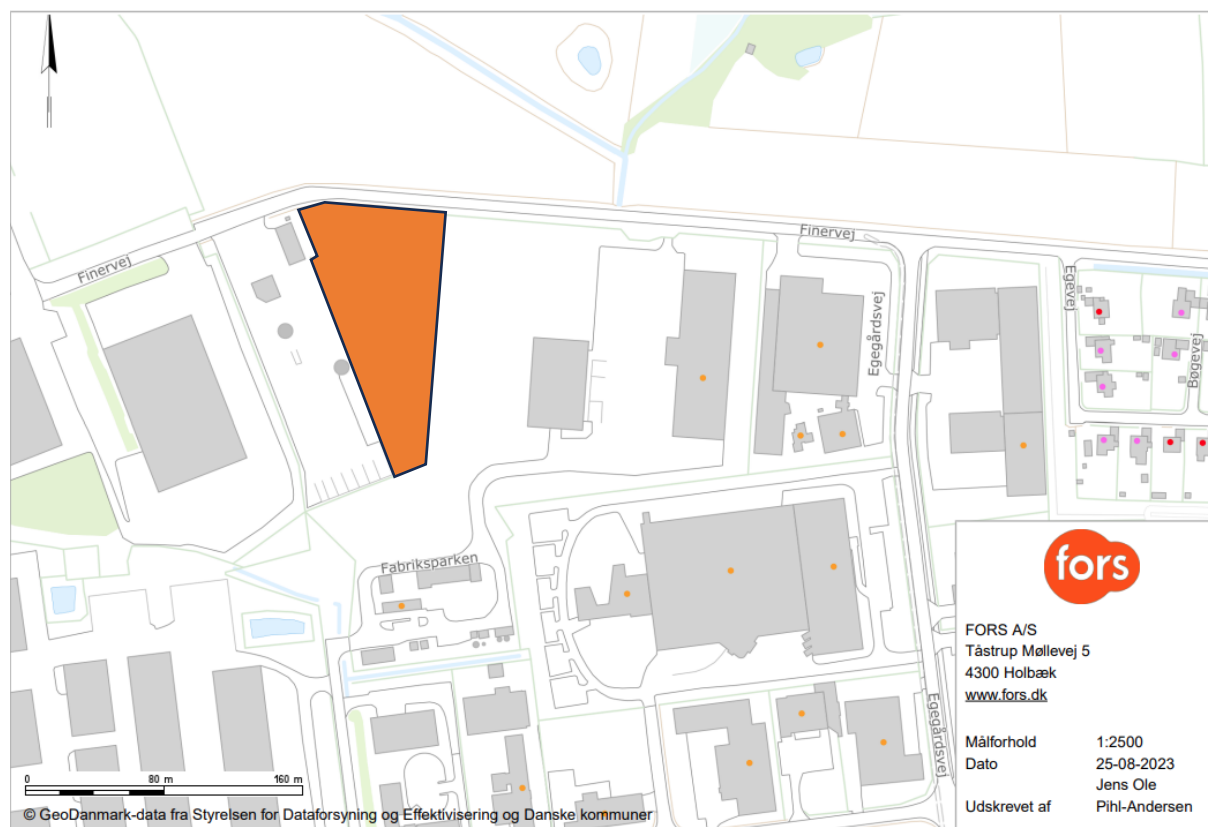 Finervej
Finervej
Egegårdsvej
Egevej
Bøgevej
Fabriksparken
Egegårdsvej
fors
FORS A/S
Tåstrup Møllevej 5
4300 Holbæk
www.fors.dk
Målforhold 1:2500
Dato 25-08-2023
Jens Ole
Udskrevet af Pihl-Andersen
0 80 m 160 m
© GeoDanmark-data fra Styrelsen for Dataforsyning og Effektivisering og Danske kommuner